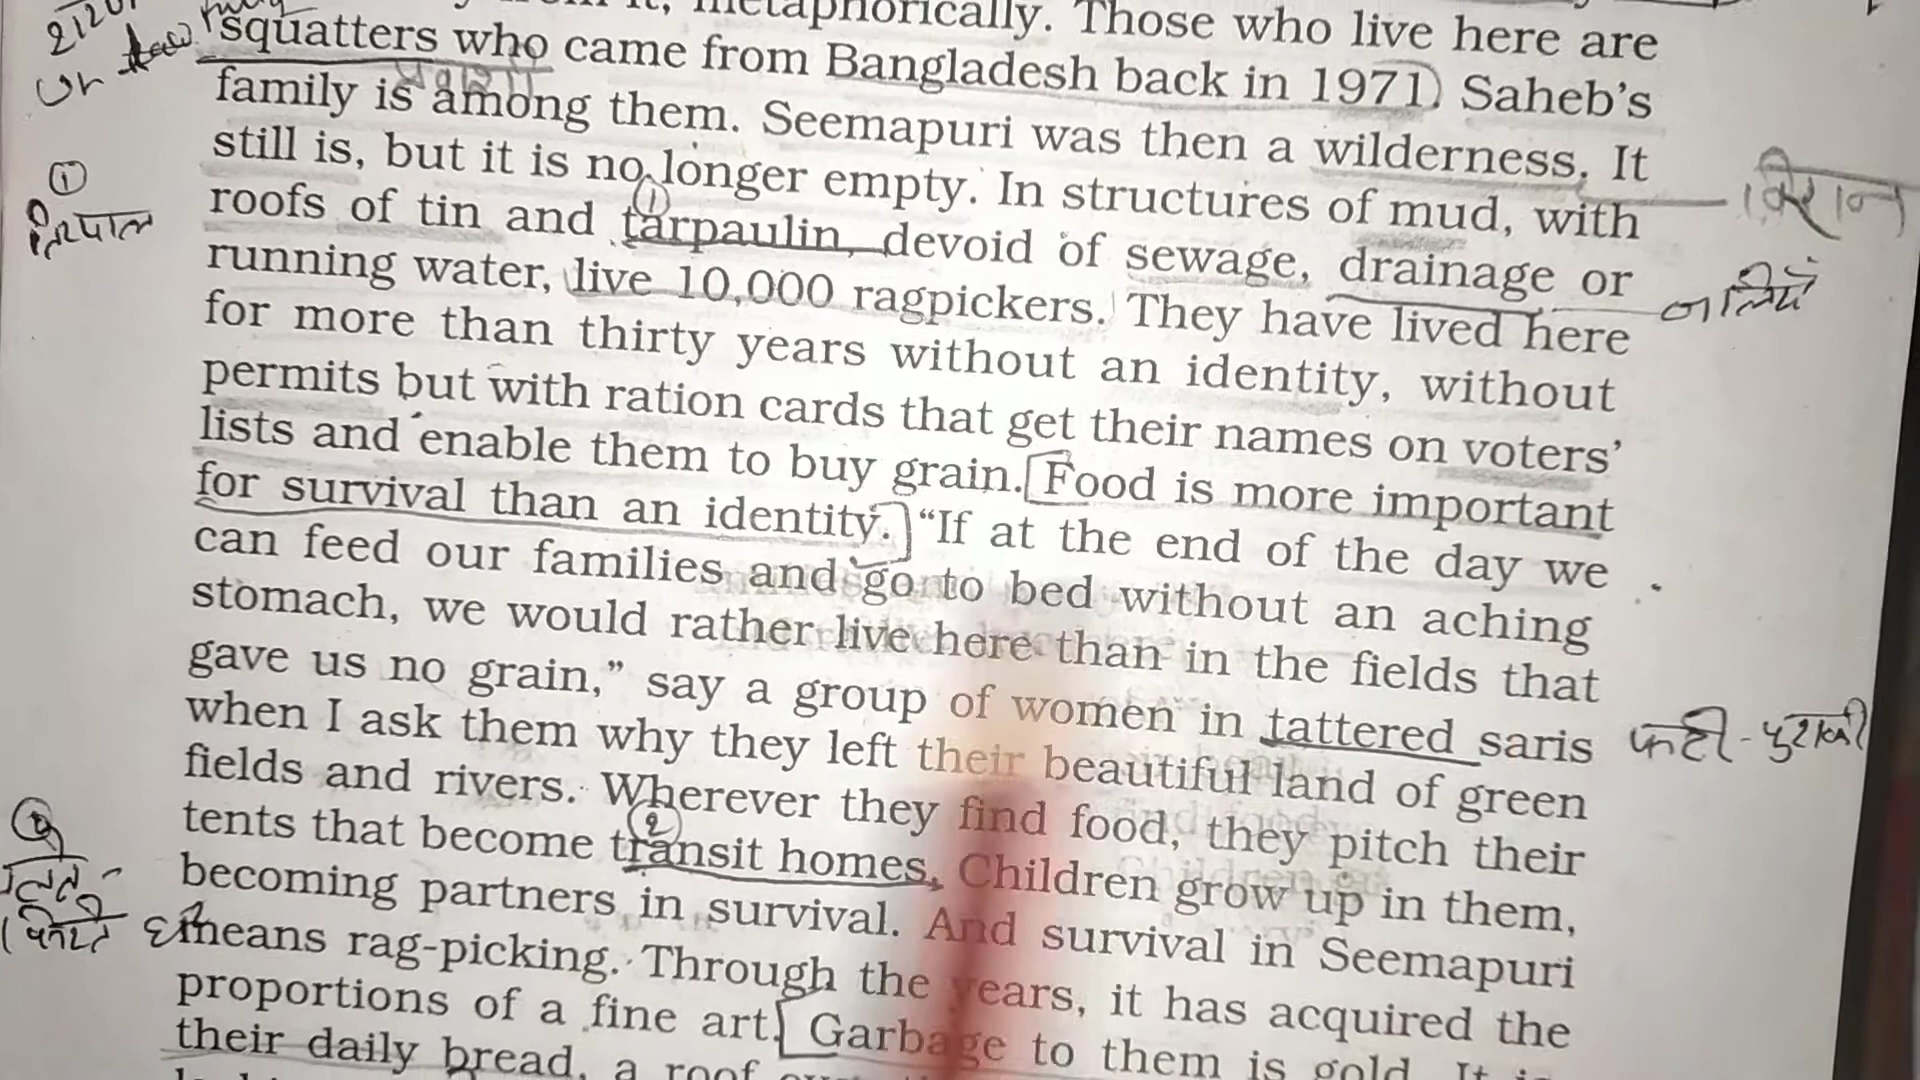 metaphorically. Those who live here are
squatters who came from Bangladesh back in 1971. Saheb’s
family is among them. Seemapuri was then a wilderness. It
still is, but it is no longer empty. In structures of mud, with
roofs of tin and tarpaulin, devoid of sewage, drainage or
running water, live 10,000 ragpickers. They have lived here
for more than thirty years without an identity, without
permits but with ration cards that get their names on voters’
lists and enable them to buy grain. Food is more important
for survival than an identity. “If at the end of the day we
can feed our families and go to bed without an aching
stomach, we would rather live here than in the fields that
gave us no grain,” say a group of women in tattered saris
when I ask them why they left their beautiful land of green
fields and rivers. Wherever they find food, they pitch their
tents that become transit homes. Children grow up in them,
becoming partners in survival. And survival in Seemapuri
means rag-picking. Through the years, it has acquired the
proportions of a fine art. Garbage to them is gold. It is
their daily bread, a roof